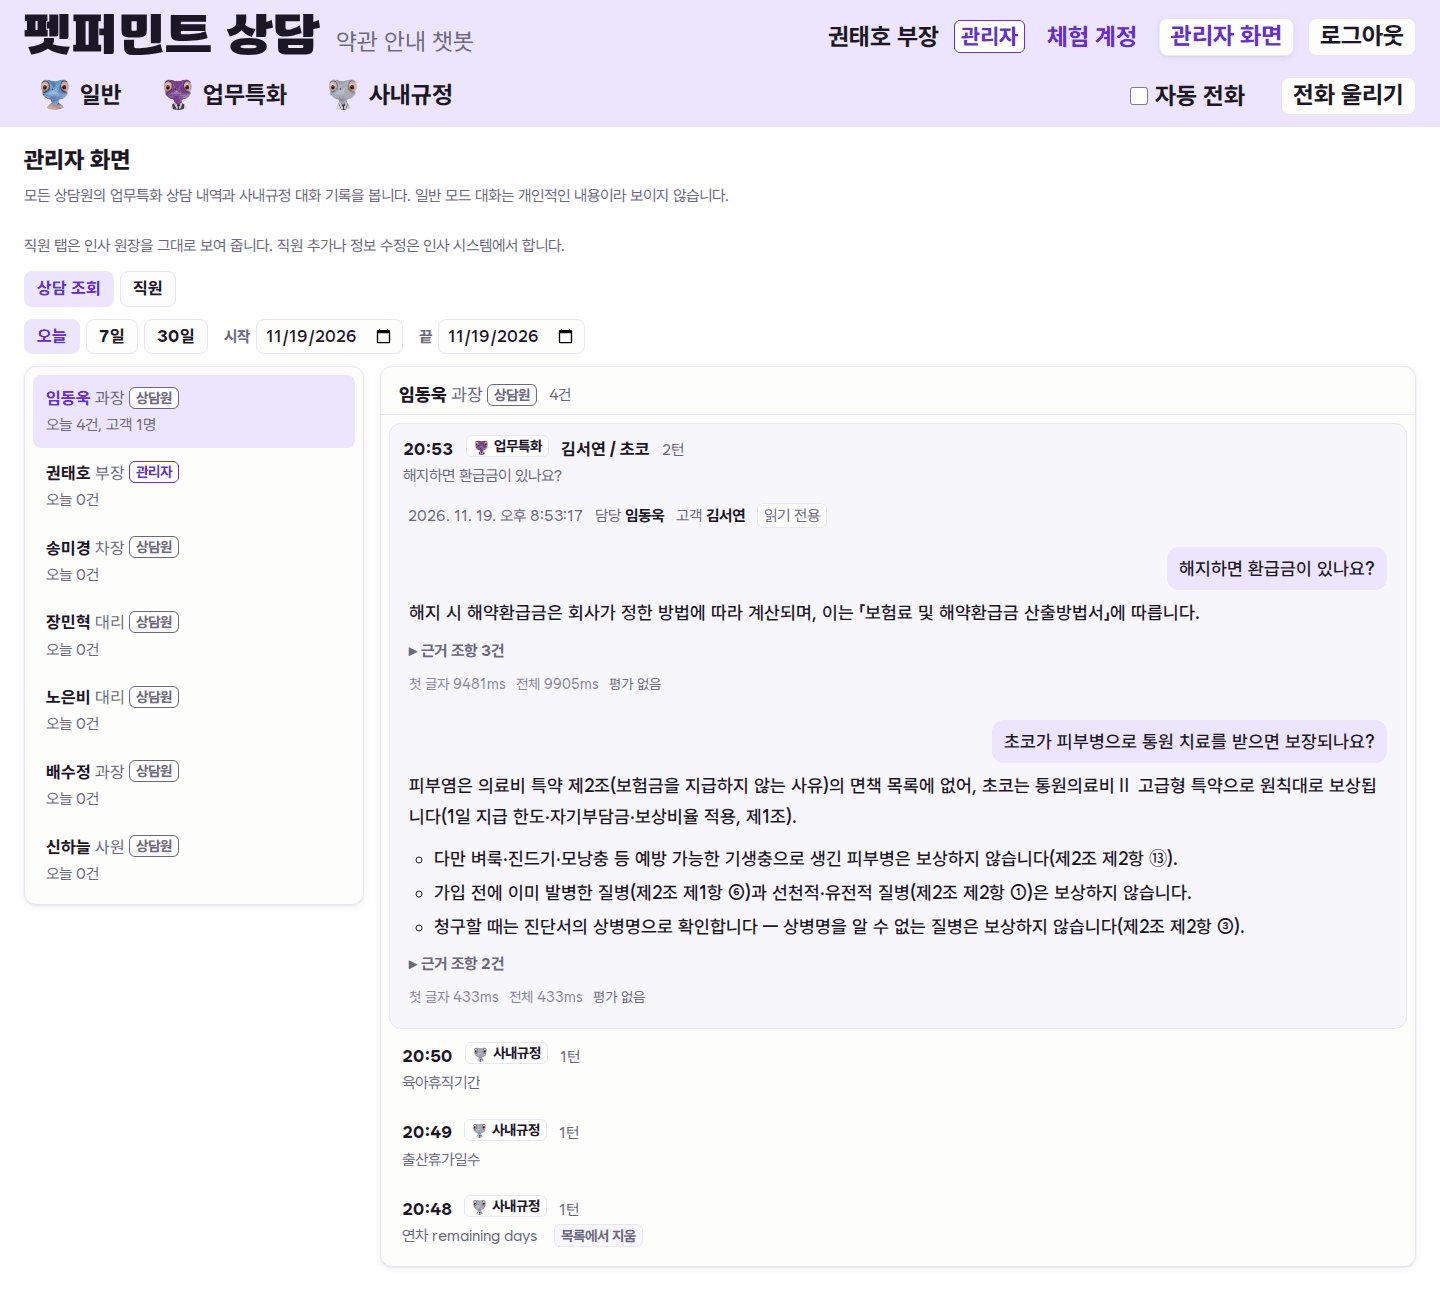 펫퍼민트 상담 약관 안내 챗봇
권태호 부장 관리자 체험 계정 관리자 화면 로그아웃
일반 업무특화 사내규정
자동 전화 전화 울리기
관리자 화면
모든 상담원의 업무특화 상담 내역과 사내규정 대화 기록을 봅니다. 일반 모드 대화는 개인적인 내용이라 보이지 않습니다.
직원 탭은 인사 원장을 그대로 보여 줍니다. 직원 추가나 정보 수정은 인사 시스템에서 합니다.
상담 조회 직원
오늘 7일 30일 시작 11/19/2026 끝 11/19/2026
임동욱 과장 상담원
오늘 4건, 고객 1명
권태호 부장 관리자
오늘 0건
송미경 차장 상담원
오늘 0건
장민혁 대리 상담원
오늘 0건
노은비 대리 상담원
오늘 0건
배수정 과장 상담원
오늘 0건
신하늘 사원 상담원
오늘 0건
임동욱 과장 상담원 4건
20:53 업무특화 김서연 / 초코 2턴
해지하면 환급금이 있나요?
2026. 11. 19. 오후 8:53:17 담당 임동욱 고객 김서연 읽기 전용
해지하면 환급금이 있나요?
해지 시 해약환급금은 회사가 정한 방법에 따라 계산되며, 이는 「보험료 및 해약환급금 산출방법서」에 따릅니다.
▶ 근거 조항 3건
첫 글자 9481ms 전체 9905ms 평가 없음
초코가 피부병으로 통원 치료를 받으면 보장되나요?
피부염은 의료비 특약 제2조(보험금을 지급하지 않는 사유)의 면책 목록에 없어, 초코는 통원의료비Ⅱ 고급형 특약으로 원칙대로 보상됩
니다(1일 지급 한도·자기부담금·보상비율 적용, 제1조).
◦ 다만 벼룩·진드기·모낭충 등 예방 가능한 기생충으로 생긴 피부병은 보상하지 않습니다(제2조 제2항 ⑬).
◦ 가입 전에 이미 발병한 질병(제2조 제1항 ⑥)과 선천적·유전적 질병(제2조 제2항 ①)은 보상하지 않습니다.
◦ 청구할 때는 진단서의 상병명으로 확인합니다 — 상병명을 알 수 없는 질병은 보상하지 않습니다(제2조 제2항 ③).
▶ 근거 조항 2건
첫 글자 433ms 전체 433ms 평가 없음
20:50 사내규정 1턴
육아휴직기간
20:49 사내규정 1턴
출산휴가일수
20:48 사내규정 1턴
연차 remaining days 목록에서 지움